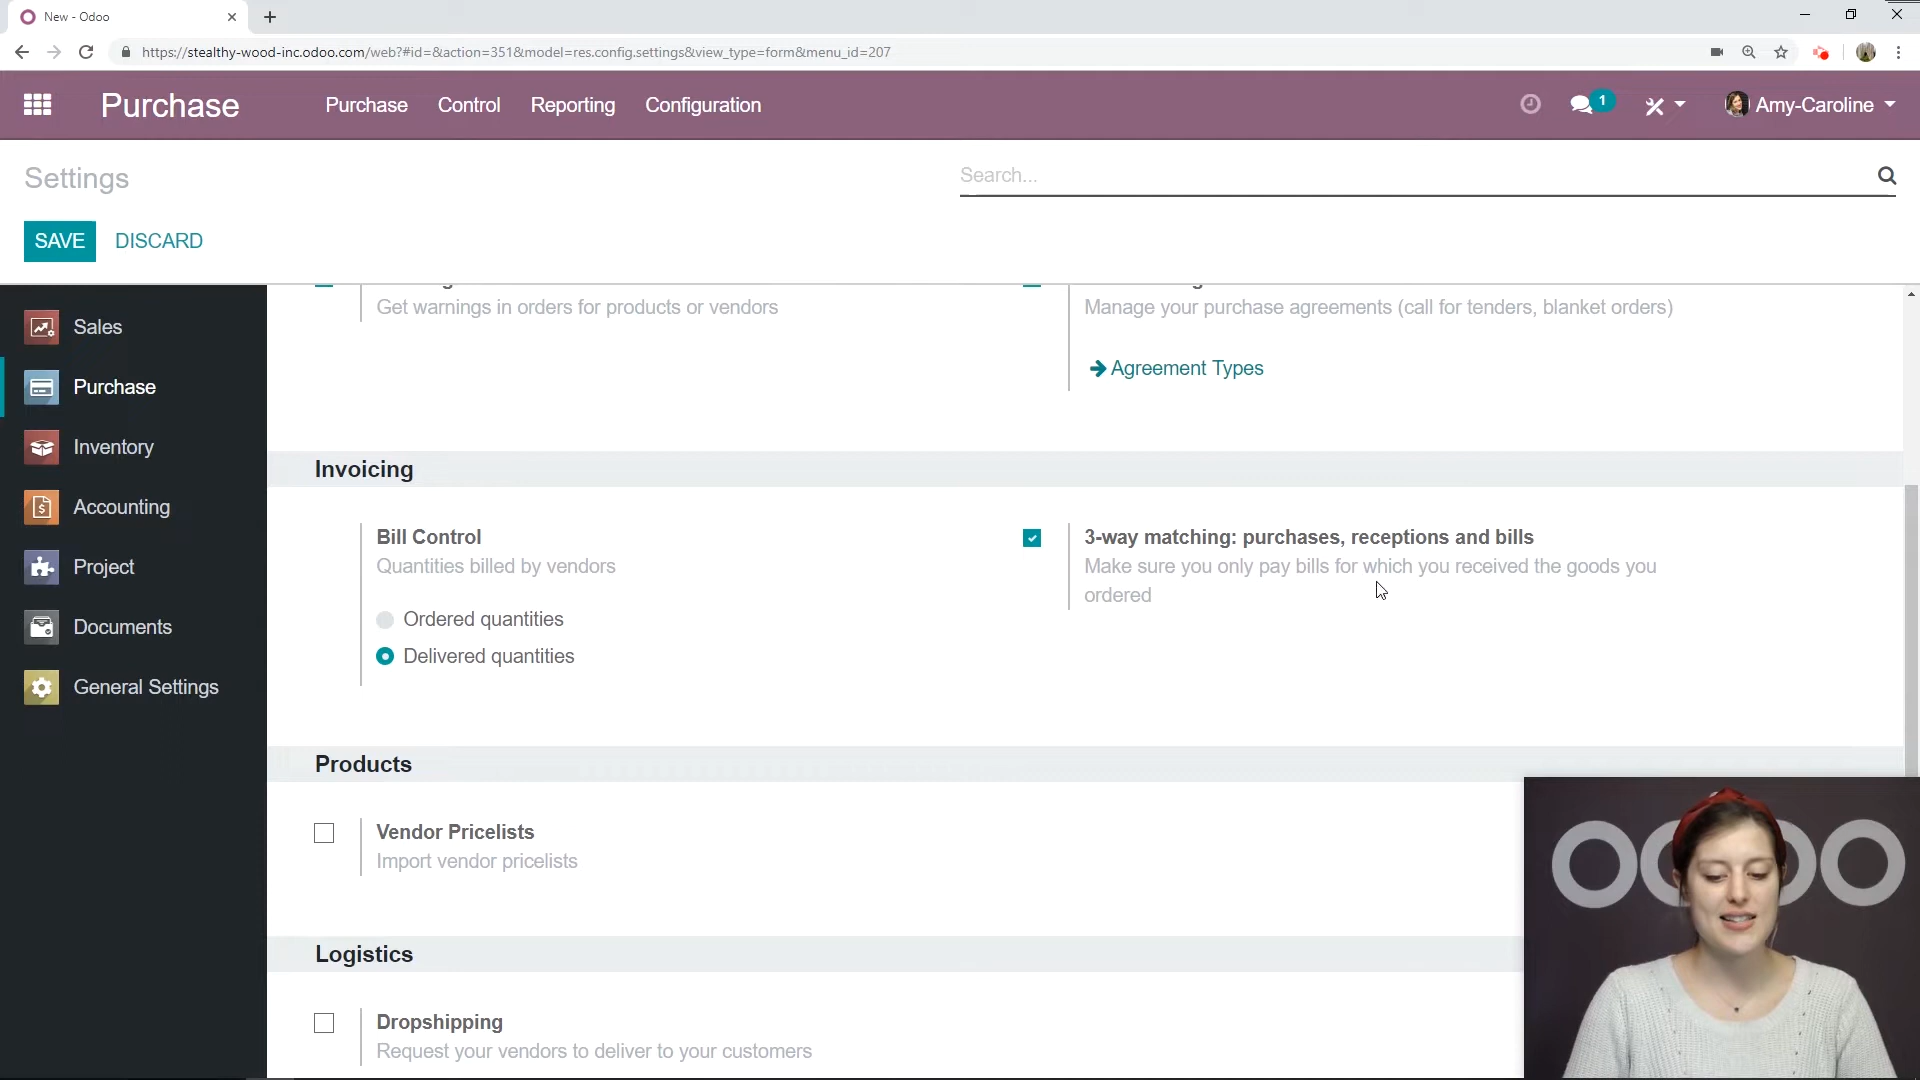 New - Odoo
https://stealthy-wood-inc.odoo.com/web?#id=&action=351&model=res.config.settings&view_type=form&menu_id=207
Purchase
Purchase
Control
Reporting
Configuration
1
Amy-Caroline
Settings
Search...
SAVE
DISCARD
Sales
Purchase
Inventory
Accounting
Project
Documents
General Settings
Get warnings in orders for products or vendors
Manage your purchase agreements (call for tenders, blanket orders)
Agreement Types
Invoicing
Bill Control
Quantities billed by vendors
Ordered quantities
Delivered quantities
3-way matching: purchases, receptions and bills
Make sure you only pay bills for which you received the goods you
ordered
Products
Vendor Pricelists
Import vendor pricelists
Logistics
Dropshipping
Request your vendors to deliver to your customers